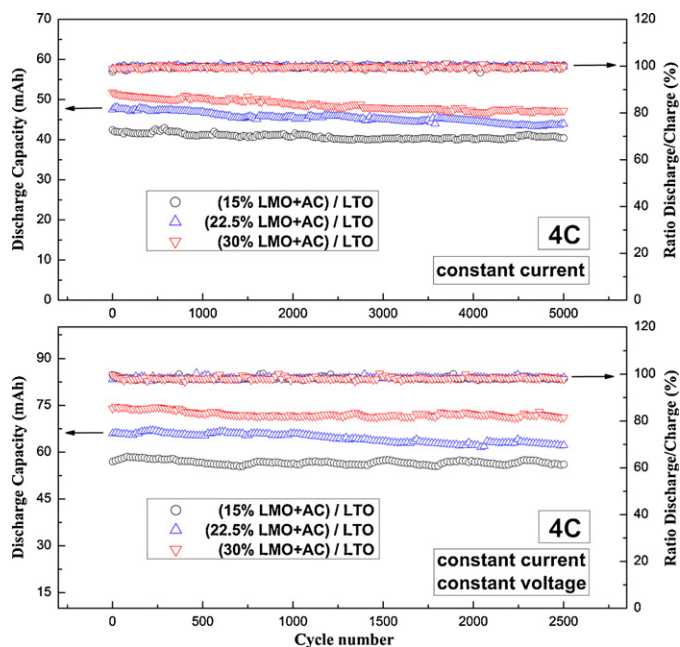 70
60
50
40
30
20
10
0
Discharge Capacity (mAh)
120
100
80
60
40
20
0
Ratio Discharge/Charge (%)
(15% LMO+AC) / LTO
(22.5% LMO+AC) / LTO
(30% LMO+AC) / LTO
4C
constant current
0 1000 2000 3000 4000 5000
90
75
60
45
30
15
Discharge Capacity (mAh)
120
100
80
60
40
20
0
Ratio Discharge/Charge (%)
(15% LMO+AC) / LTO
(22.5% LMO+AC) / LTO
(30% LMO+AC) / LTO
4C
constant current
constant voltage
0 500 1000 1500 2000 2500
Cycle number